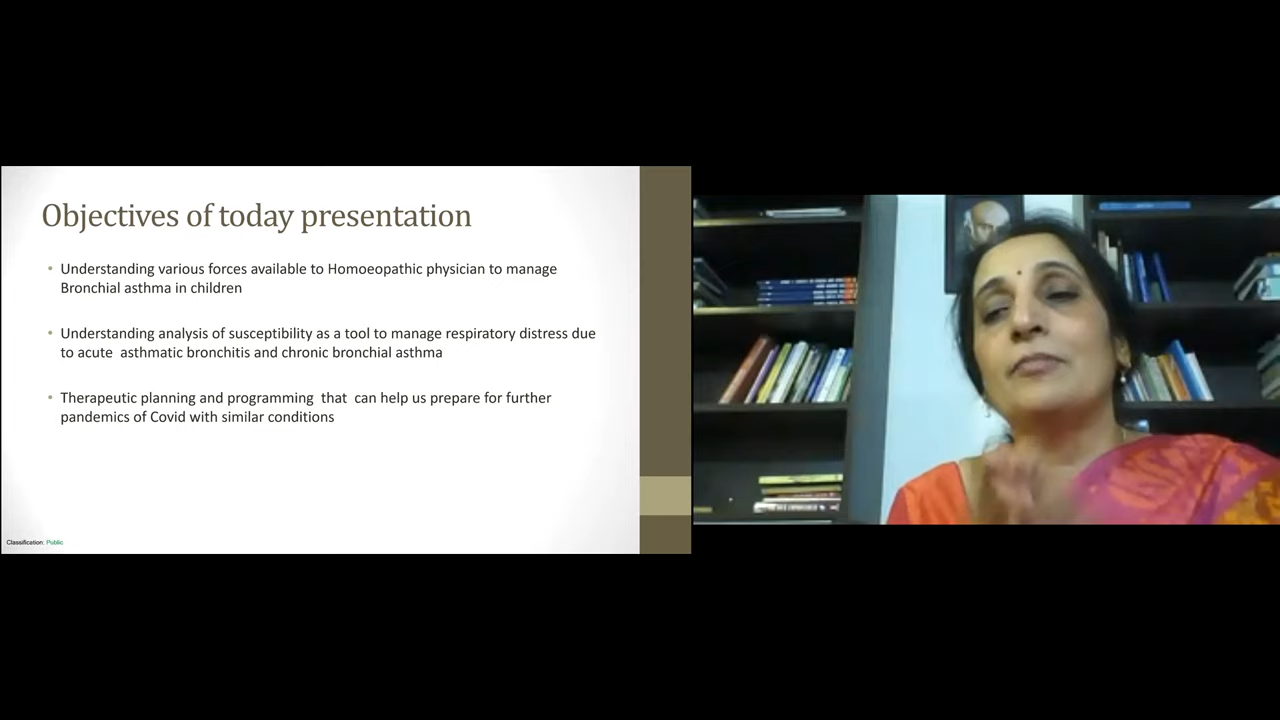 Objectives of today presentation
• Understanding various forces available to Homoeopathic physician to manage
Bronchial asthma in children
• Understanding analysis of susceptibility as a tool to manage respiratory distress due
to acute  asthmatic bronchitis and chronic bronchial asthma
• Therapeutic planning and programming  that  can help us prepare for further
pandemics of Covid with similar conditions
Classification: Public